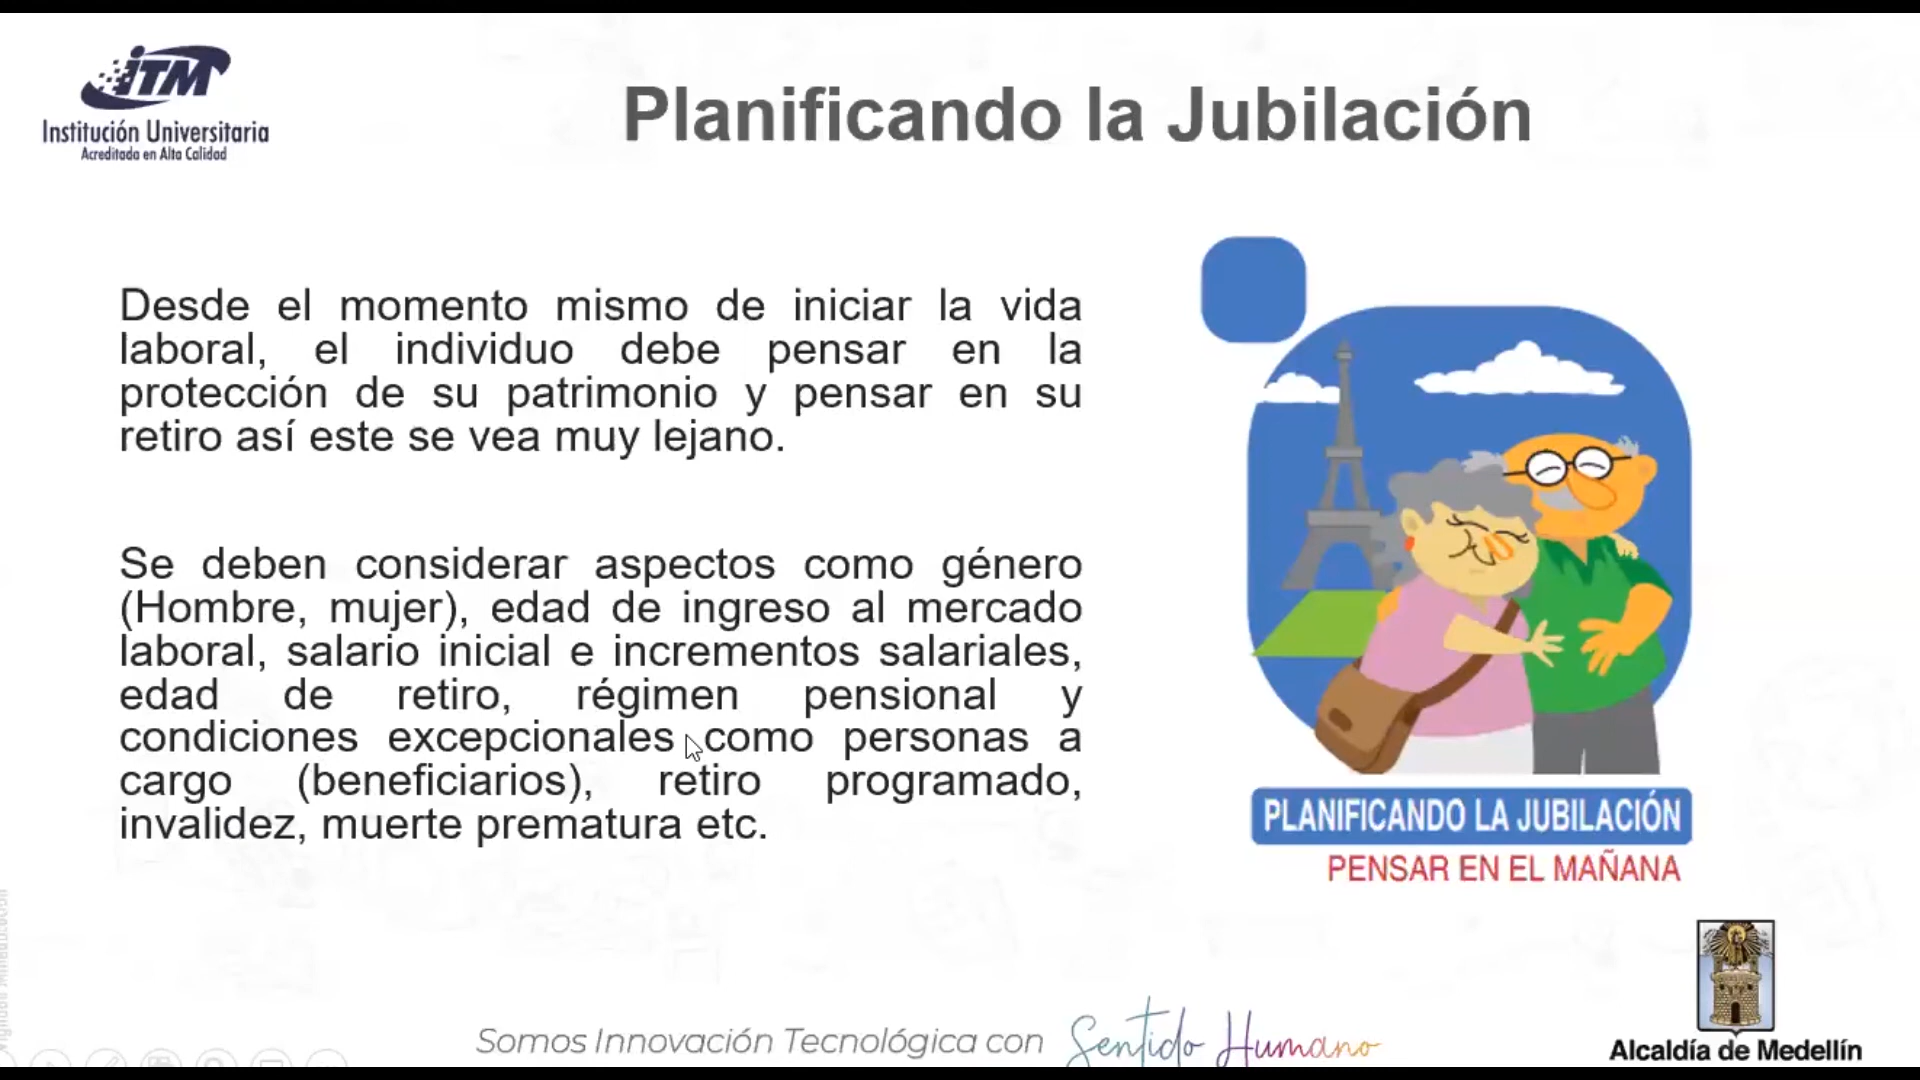 iTM
Institución Universitaria
Acreditada en Alta Calidad
Planificando la Jubilación
Desde el momento mismo de iniciar la vida
laboral, el individuo debe pensar en la
protección de su patrimonio y pensar en su
retiro así este se vea muy lejano.
Se deben considerar aspectos como género
(Hombre, mujer), edad de ingreso al mercado
laboral, salario inicial e incrementos salariales,
edad de retiro, régimen pensional y
condiciones excepcionales como personas a
cargo (beneficiarios), retiro programado,
invalidez, muerte prematura etc.
PLANIFICANDO LA JUBILACIÓN
PENSAR EN EL MAÑANA
Somos Innovación Tecnológica con Sentido Humano
Alcaldía de Medellín